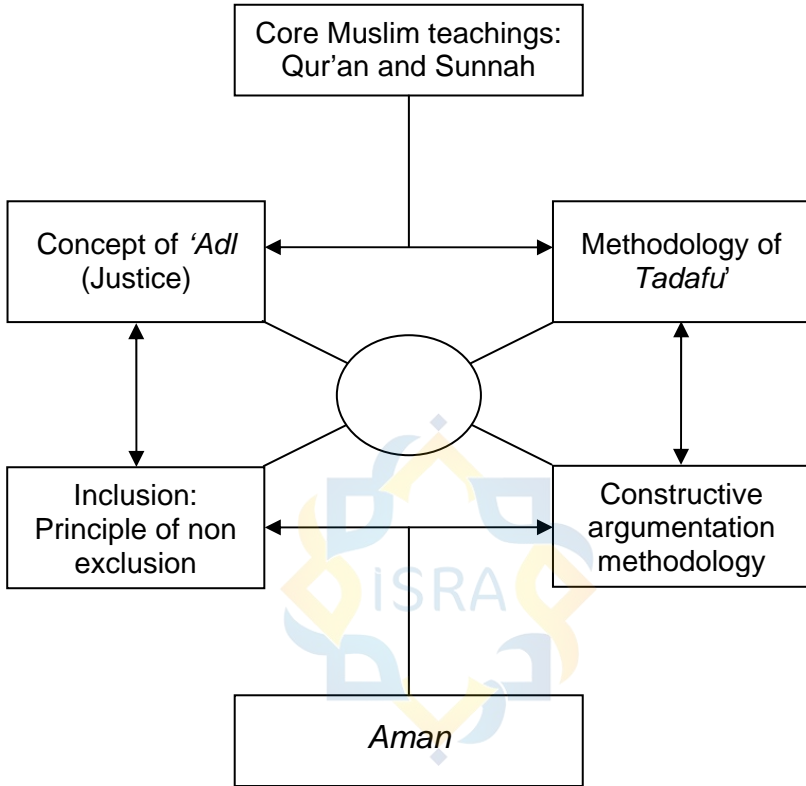 Core Muslim teachings:
Qur’an and Sunnah
Concept of ‘Adl
(Justice)
Methodology of
Tadafu’
Inclusion:
Principle of non
exclusion
Constructive
argumentation
methodology
iSRA
Aman